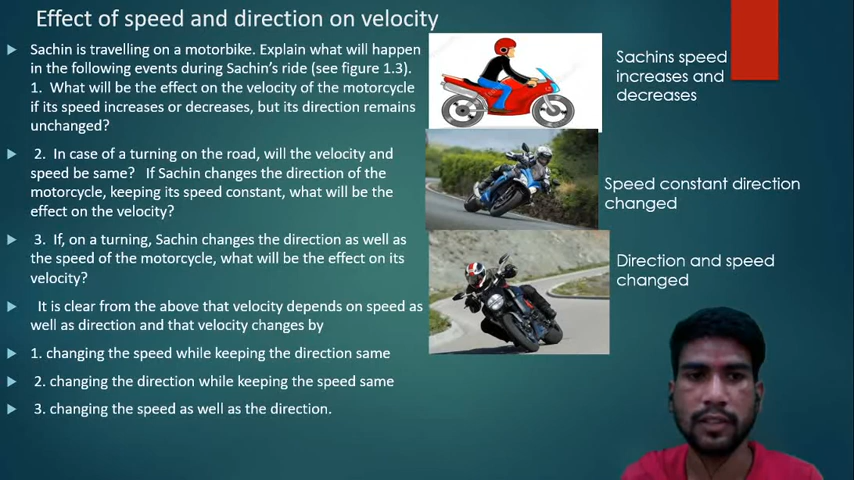 Effect of speed and direction on velocity
Sachin is travelling on a motorbike. Explain what will happen
in the following events during Sachin's ride (see figure 1.3).
1. What will be the effect on the velocity of the motorcycle
if its speed increases or decreases, but its direction remains
unchanged?
2. In case of a turning on the road, will the velocity and
speed be same? If Sachin changes the direction of the
motorcycle, keeping its speed constant, what will be the
effect on the velocity?
3. If, on a turning, Sachin changes the direction as well as
the speed of the motorcycle, what will be the effect on its
velocity?
It is clear from the above that velocity depends on speed as
well as direction and that velocity changes by
1. changing the speed while keeping the direction same
2. changing the direction while keeping the speed same
3. changing the speed as well as the direction.
Sachins speed
increases and
decreases
Speed constant direction
changed
Direction and speed
changed